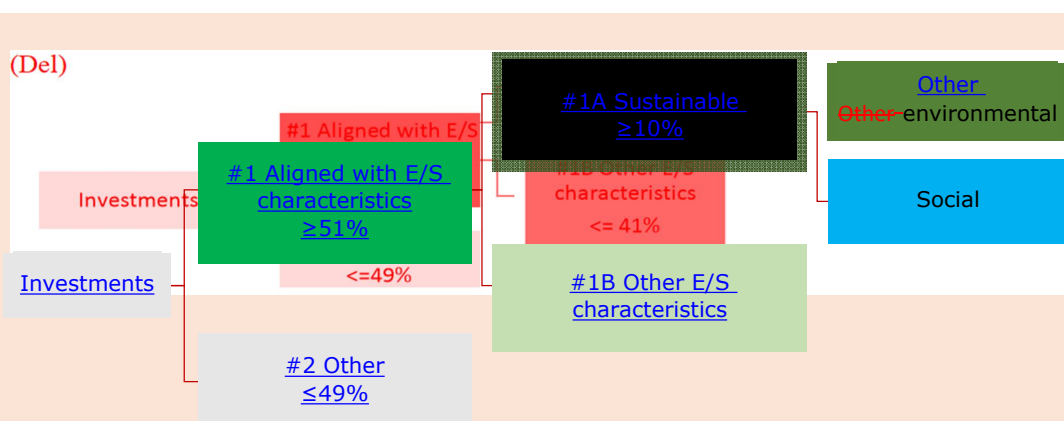 (Del)
#1A Sustainable
≥10%
Other
Other environmental
#1 Aligned with E/S
#1 Aligned with E/S
characteristics
≥51%
#1B Other E/S
characteristics
<= 41%
Investments
Social
<=49%
Investments
#1B Other E/S
characteristics
#2 Other
≤49%